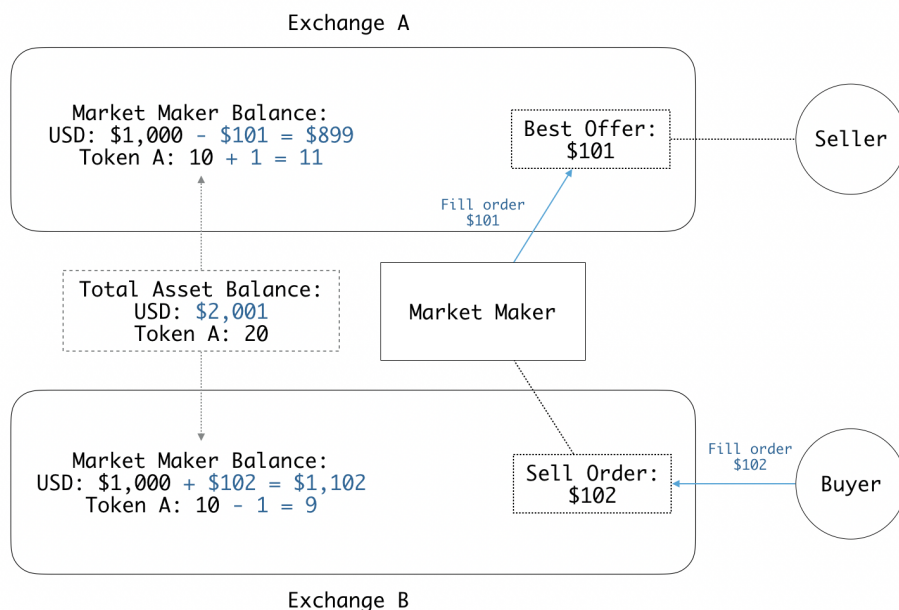 Exchange A
Market Maker Balance:
USD: $1,000 - $101 = $899
Token A: 10 + 1 = 11
Best Offer:
$101
Seller
Fill order
$101
Total Asset Balance:
USD: $2,001
Token A: 20
Market Maker
Market Maker Balance:
USD: $1,000 + $102 = $1,102
Token A: 10 - 1 = 9
Sell Order:
$102
Fill order
$102
Buyer
Exchange B